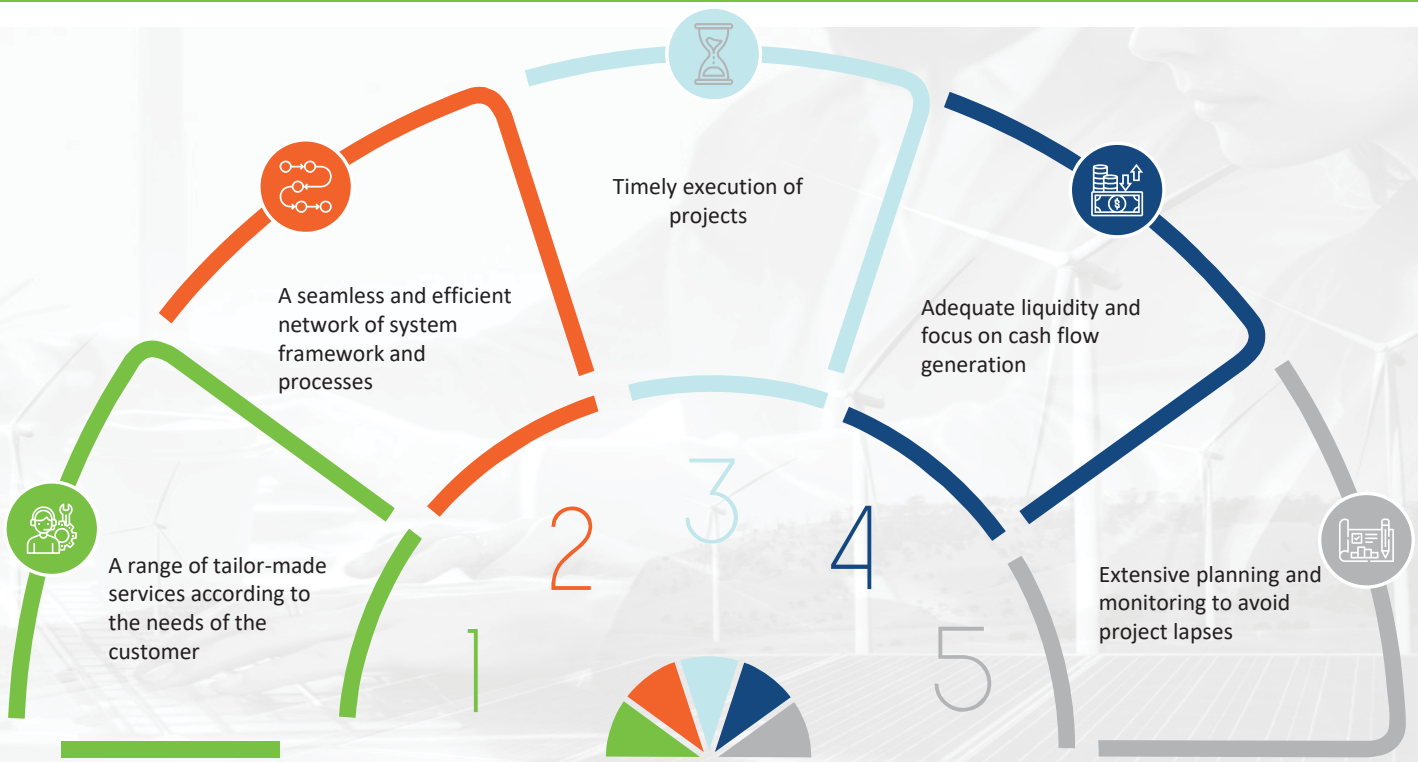 1
A range of tailor-made
services according to
the needs of the
customer
2
A seamless and efficient
network of system
framework and
processes
3
Timely execution of
projects
4
Adequate liquidity and
focus on cash flow
generation
5
Extensive planning and
monitoring to avoid
project lapses